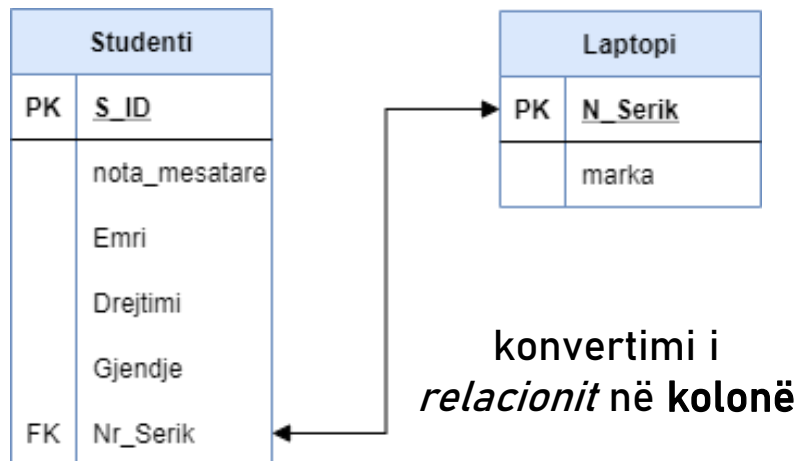 Studenti
PK S_ID
nota_mesatare
Emri
Drejtimi
Gjendje
FK Nr_Serik
Laptopi
PK N_Serik
marka
konvertimi i
relacionit në kolonë